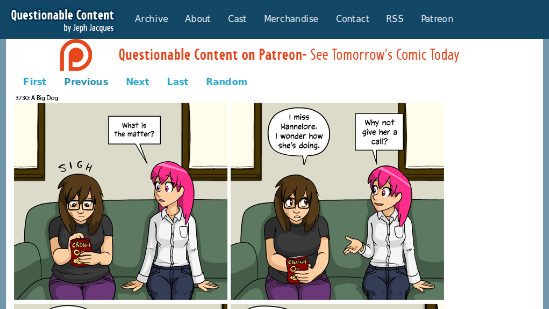 Questionable Content
by Jeph Jacques
Archive About Cast Merchandise Contact RSS Patreon
Questionable Content on Patreon- See Tomorrow's Comic Today
First Previous Next Last Random
3730: A Big Dog
What is
the matter?
SIGH
I miss
Hannelore.
I wonder how
she's doing.
Why not
give her a
call?